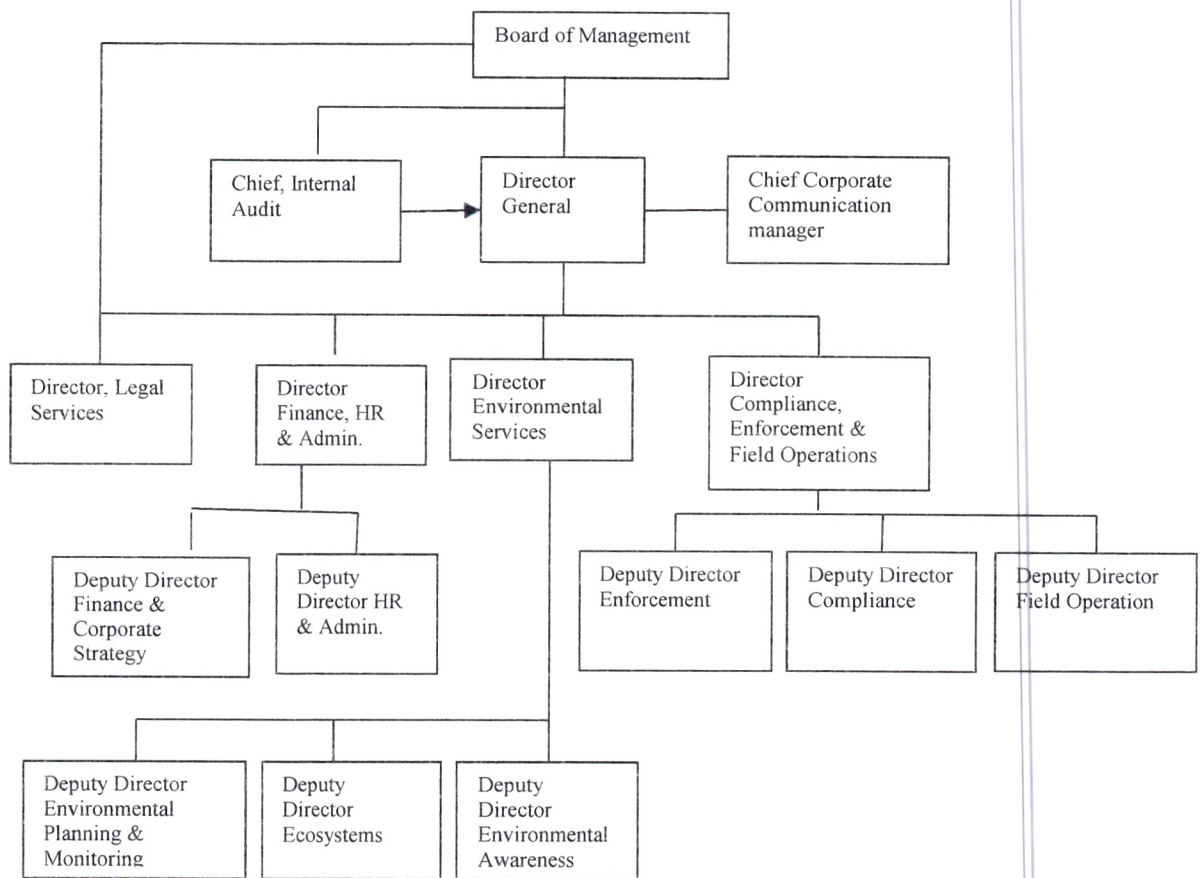 Board of Management
Chief, Internal
Audit
Director
General
Chief Corporate
Communication
manager
Director, Legal
Services
Director
Finance, HR
& Admin.
Director
Environmental
Services
Director
Compliance,
Enforcement &
Field Operations
Deputy Director
Finance &
Corporate
Strategy
Deputy
Director HR
& Admin.
Deputy Director
Enforcement
Deputy Director
Compliance
Deputy Director
Field Operation
Deputy Director
Environmental
Planning &
Monitoring
Deputy
Director
Ecosystems
Deputy
Director
Environmental
Awareness